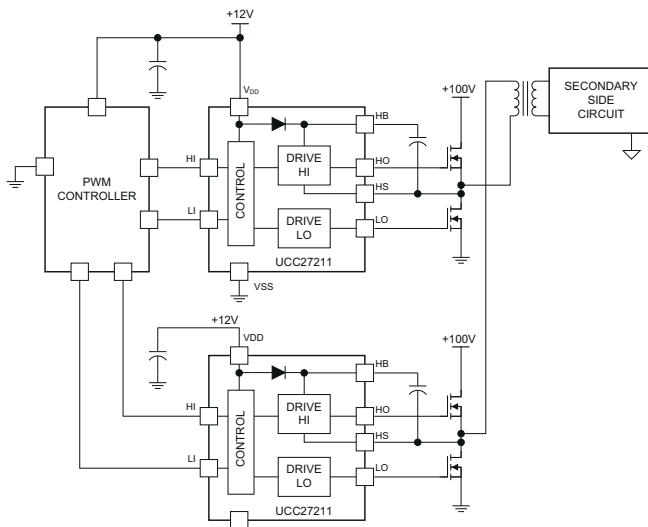 +12V
+100V
SECONDARY
SIDE
CIRCUIT
VDD
HB
HI
DRIVE
HI
HO
PWM
CONTROLLER
CONTROL
HS
LI
DRIVE
LO
LO
UCC27211
VSS
+12V
VDD
+100V
HB
HI
DRIVE
HI
HO
CONTROL
HS
LI
DRIVE
LO
LO
UCC27211